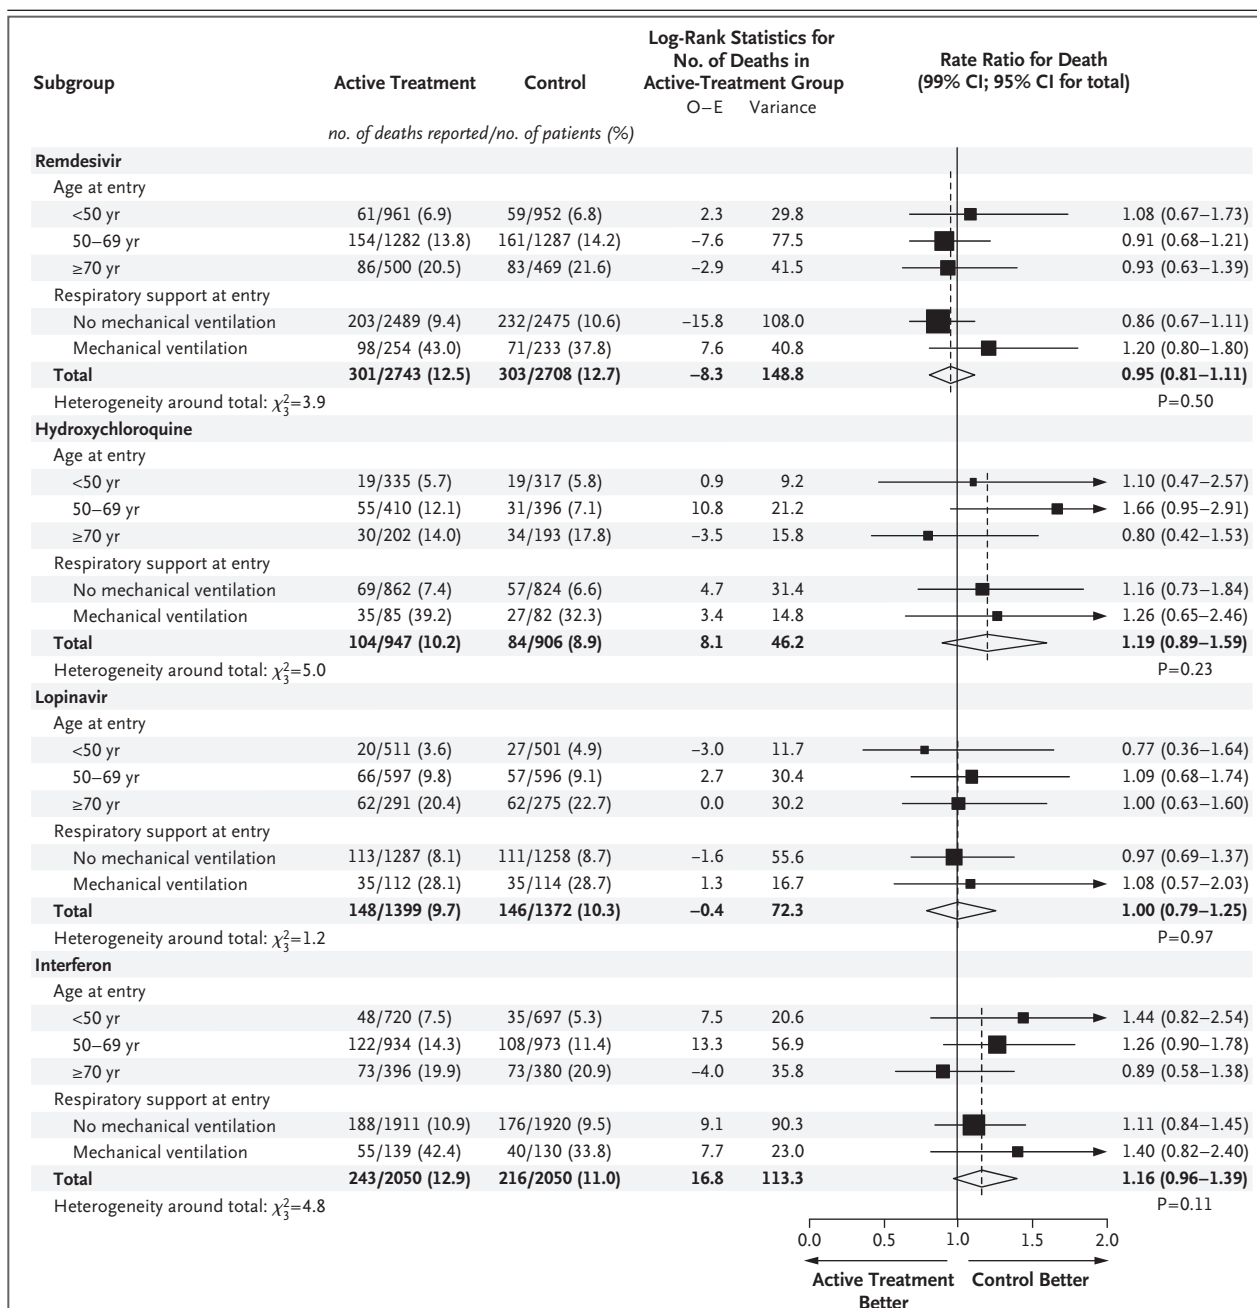 Subgroup Active Treatment Control Log-Rank Statistics for No. of Deaths in Active-Treatment Group Rate Ratio for Death (99% CI; 95% CI for total)
O–E Variance
no. of deaths reported/no. of patients (%)
Remdesivir
Age at entry
<50 yr 61/961 (6.9) 59/952 (6.8) 2.3 29.8 1.08 (0.67–1.73)
50–69 yr 154/1282 (13.8) 161/1287 (14.2) −7.6 77.5 0.91 (0.68–1.21)
≥70 yr 86/500 (20.5) 83/469 (21.6) −2.9 41.5 0.93 (0.63–1.39)
Respiratory support at entry
No mechanical ventilation 203/2489 (9.4) 232/2475 (10.6) −15.8 108.0 0.86 (0.67–1.11)
Mechanical ventilation 98/254 (43.0) 71/233 (37.8) 7.6 40.8 1.20 (0.80–1.80)
Total 301/2743 (12.5) 303/2708 (12.7) −8.3 148.8 0.95 (0.81–1.11)
Heterogeneity around total: χ²₃=3.9 P=0.50
Hydroxychloroquine
Age at entry
<50 yr 19/335 (5.7) 19/317 (5.8) 0.9 9.2 1.10 (0.47–2.57)
50–69 yr 55/410 (12.1) 31/396 (7.1) 10.8 21.2 1.66 (0.95–2.91)
≥70 yr 30/202 (14.0) 34/193 (17.8) −3.5 15.8 0.80 (0.42–1.53)
Respiratory support at entry
No mechanical ventilation 69/862 (7.4) 57/824 (6.6) 4.7 31.4 1.16 (0.73–1.84)
Mechanical ventilation 35/85 (39.2) 27/82 (32.3) 3.4 14.8 1.26 (0.65–2.46)
Total 104/947 (10.2) 84/906 (8.9) 8.1 46.2 1.19 (0.89–1.59)
Heterogeneity around total: χ²₃=5.0 P=0.23
Lopinavir
Age at entry
<50 yr 20/511 (3.6) 27/501 (4.9) −3.0 11.7 0.77 (0.36–1.64)
50–69 yr 66/597 (9.8) 57/596 (9.1) 2.7 30.4 1.09 (0.68–1.74)
≥70 yr 62/291 (20.4) 62/275 (22.7) 0.0 30.2 1.00 (0.63–1.60)
Respiratory support at entry
No mechanical ventilation 113/1287 (8.1) 111/1258 (8.7) −1.6 55.6 0.97 (0.69–1.37)
Mechanical ventilation 35/112 (28.1) 35/114 (28.7) 1.3 16.7 1.08 (0.57–2.03)
Total 148/1399 (9.7) 146/1372 (10.3) −0.4 72.3 1.00 (0.79–1.25)
Heterogeneity around total: χ²₃=1.2 P=0.97
Interferon
Age at entry
<50 yr 48/720 (7.5) 35/697 (5.3) 7.5 20.6 1.44 (0.82–2.54)
50–69 yr 122/934 (14.3) 108/973 (11.4) 13.3 56.9 1.26 (0.90–1.78)
≥70 yr 73/396 (19.9) 73/380 (20.9) −4.0 35.8 0.89 (0.58–1.38)
Respiratory support at entry
No mechanical ventilation 188/1911 (10.9) 176/1920 (9.5) 9.1 90.3 1.11 (0.84–1.45)
Mechanical ventilation 55/139 (42.4) 40/130 (33.8) 7.7 23.0 1.40 (0.82–2.40)
Total 243/2050 (12.9) 216/2050 (11.0) 16.8 113.3 1.16 (0.96–1.39)
Heterogeneity around total: χ²₃=4.8 P=0.11
0.0 0.5 1.0 1.5 2.0
Active Treatment Better Control Better